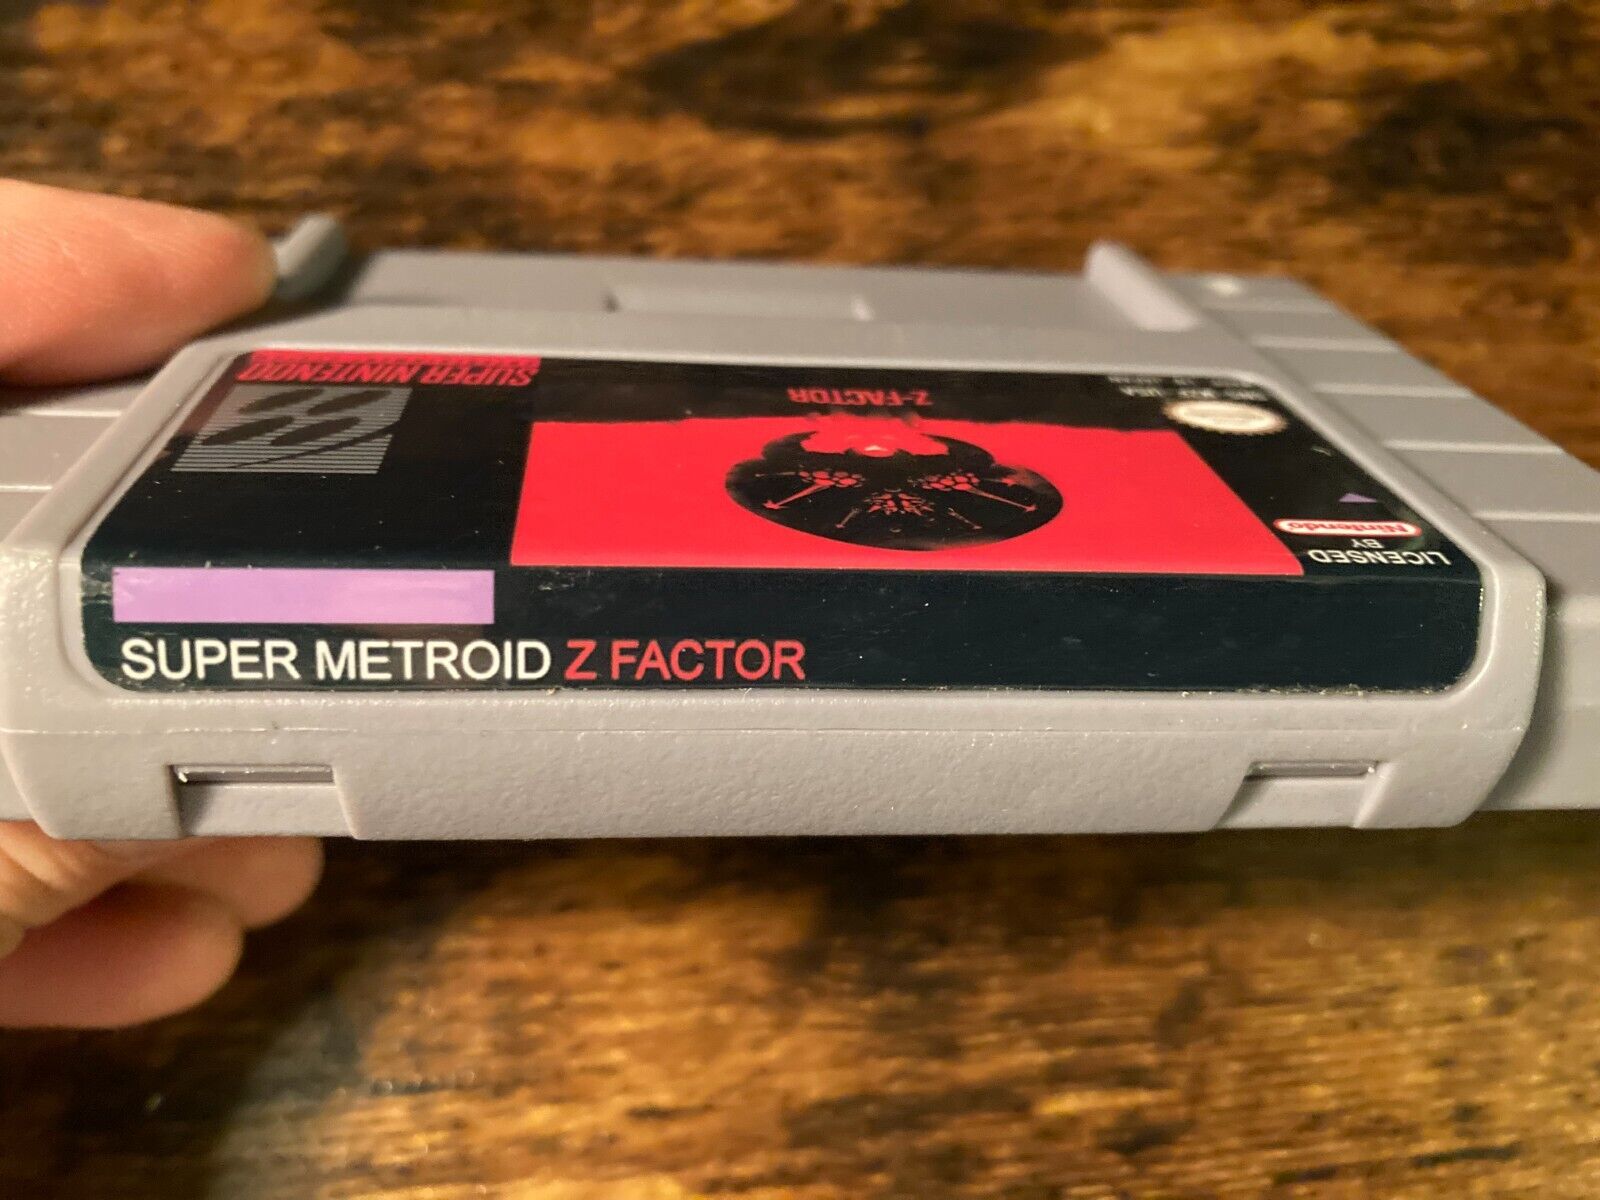 SUPER METROID Z FACTOR
SUPER NINTENDO
Z-FACTOR
LICENSED
BY
Nintendo